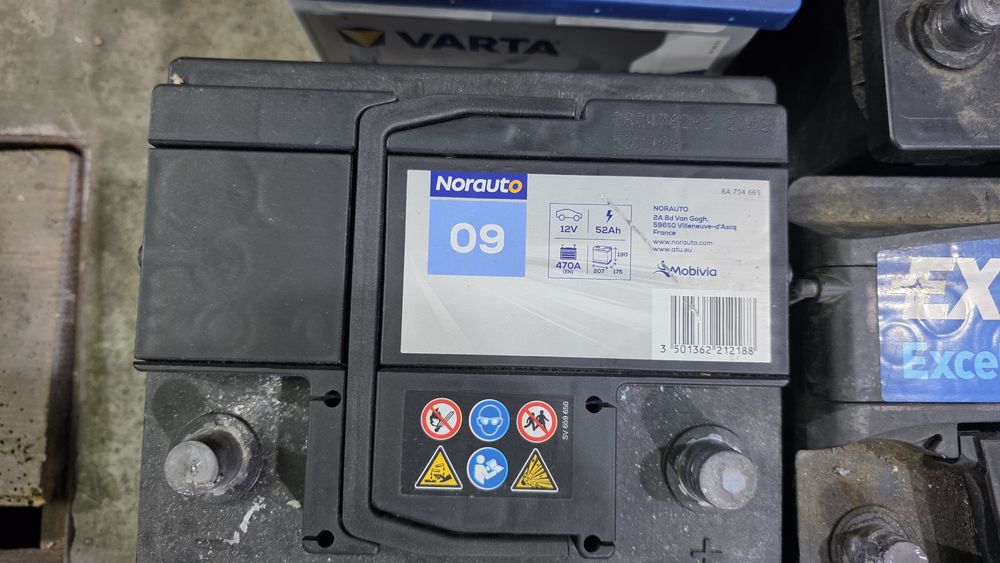 VARTA
Norauto
09
12V
52Ah
470A
(EN)
190
207
175
RA 704 665
NORAUTO
2A Bd Van Gogh,
59650 Villeneuve-d'Ascq
France
www.norauto.com
www.atu.eu
Mobivia
3 501362 212188
SV 659 650
+
EX
Exce